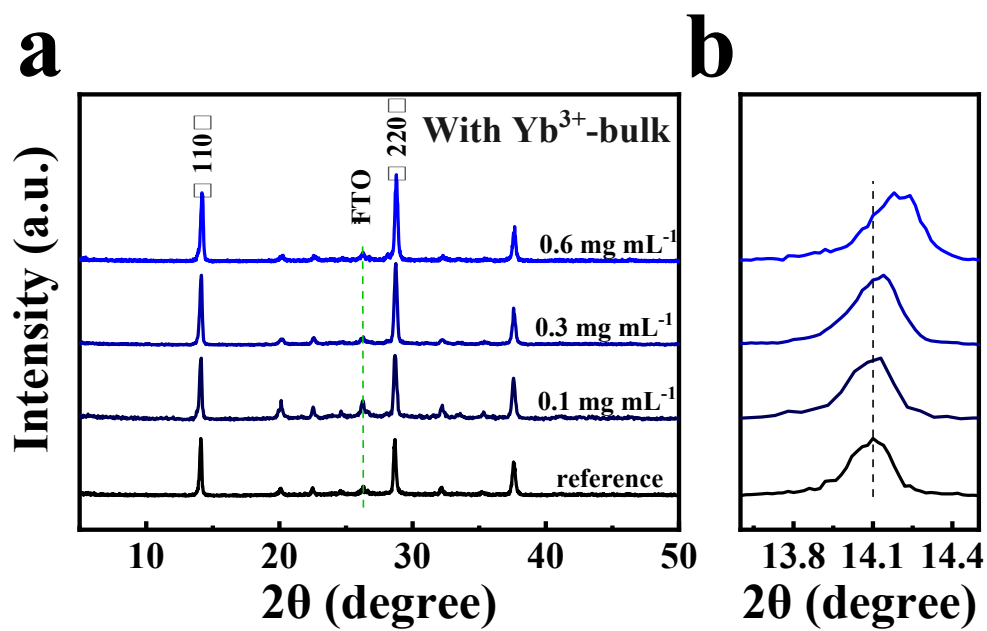 a
b
□ 110 □
□ 220 □
FTO
With Yb³⁺-bulk
0.6 mg mL⁻¹
0.3 mg mL⁻¹
0.1 mg mL⁻¹
reference
Intensity (a.u.)
10 20 30 40 50
13.8 14.1 14.4
2θ (degree)
2θ (degree)